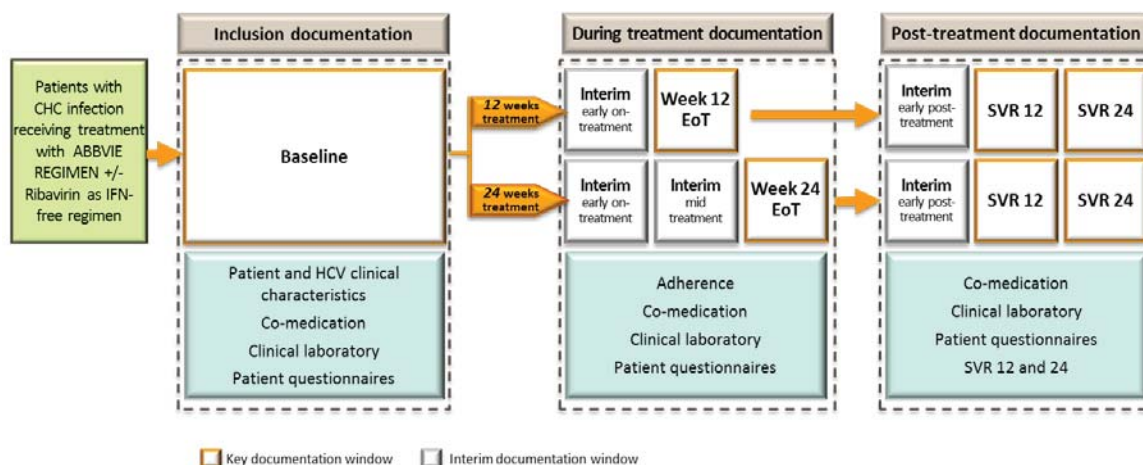 Inclusion documentation
During treatment documentation
Post-treatment documentation
Patients with
CHC infection
receiving treatment
with ABBVIE
REGIMEN +/-
Ribavirin as IFN-
free regimen
Baseline
12 weeks
treatment
24 weeks
treatment
Interim
early on-
treatment
Week 12
EoT
Interim
early post-
treatment
SVR 12
SVR 24
Interim
early on-
treatment
Interim
mid
treatment
Week 24
EoT
Interim
early post-
treatment
SVR 12
SVR 24
Patient and HCV clinical
characteristics
Co-medication
Clinical laboratory
Patient questionnaires
Adherence
Co-medication
Clinical laboratory
Patient questionnaires
Co-medication
Clinical laboratory
Patient questionnaires
SVR 12 and 24
Key documentation window
Interim documentation window